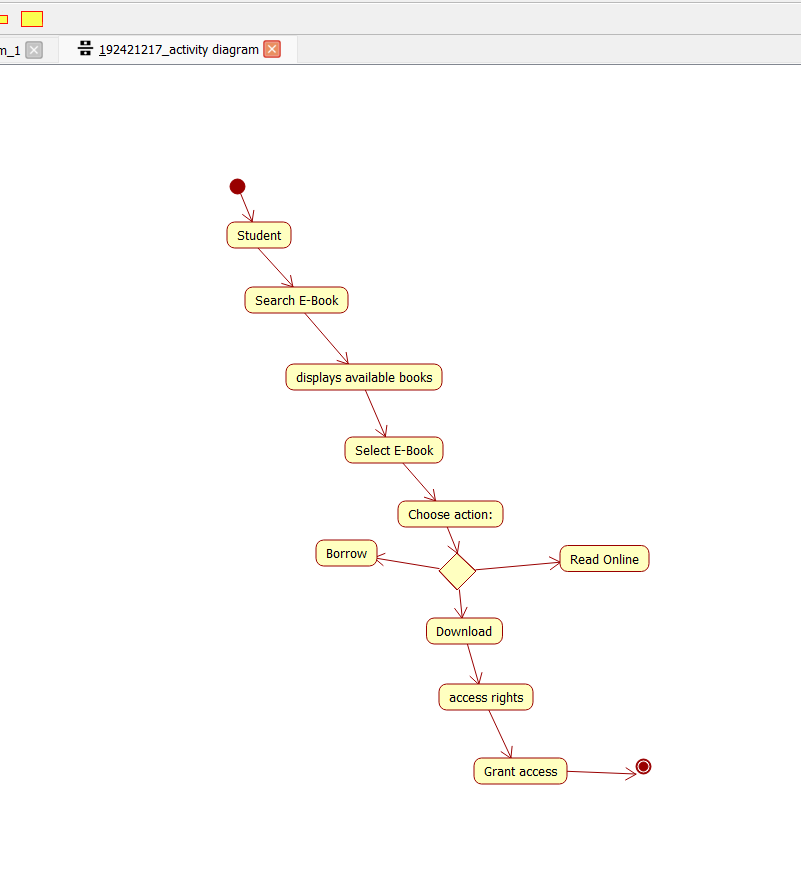 m_1
192421217_activity diagram
Student
Search E-Book
displays available books
Select E-Book
Choose action:
Borrow
Read Online
Download
access rights
Grant access